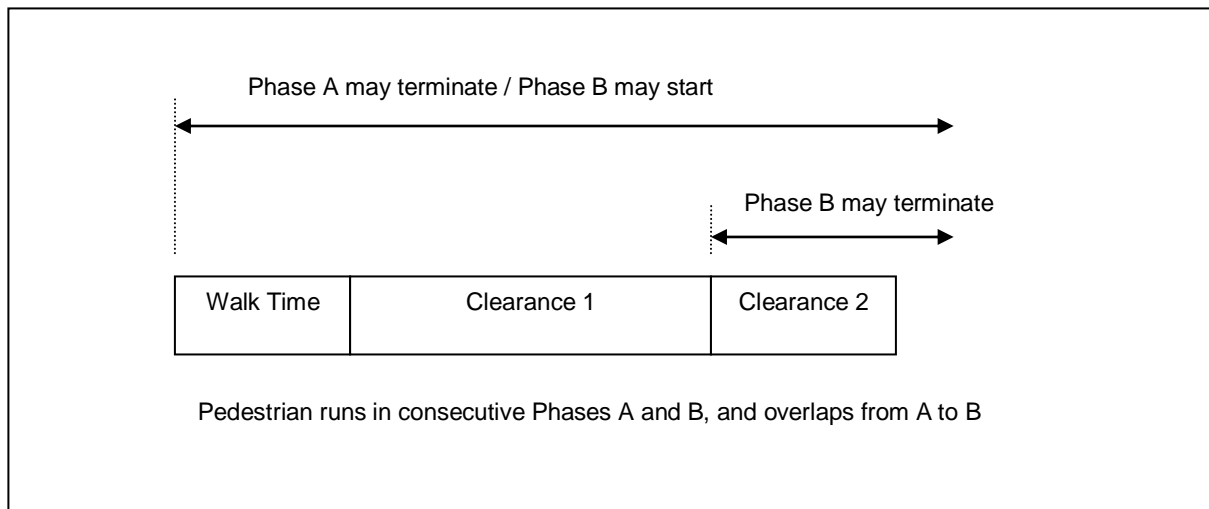 Phase A may terminate / Phase B may start
Phase B may terminate
Walk Time
Clearance 1
Clearance 2
Pedestrian runs in consecutive Phases A and B, and overlaps from A to B